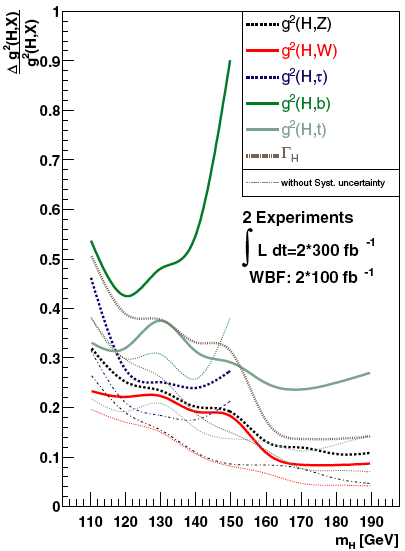 Δ g²(H,X)
g²(H,X)
1
0.9
0.8
0.7
0.6
0.5
0.4
0.3
0.2
0.1
0
g²(H,Z)
g²(H,W)
g²(H,τ)
g²(H,b)
g²(H,t)
Γ_H
without Syst. uncertainty
2 Experiments
∫ L dt=2*300 fb⁻¹
WBF: 2*100 fb⁻¹
110 120 130 140 150 160 170 180 190
m_H [GeV]